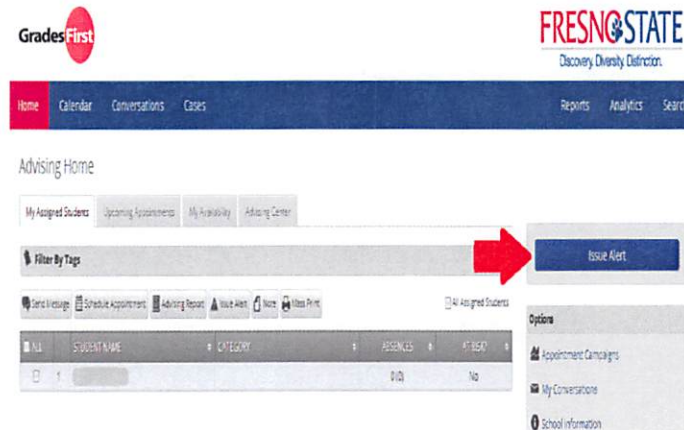 GradesFirst
FRESNO STATE
Discovery. Diversity. Distinction.
Home Calendar Conversations Cases Reports Analytics Search
Advising Home
My Assigned Students Upcoming Appointments My Availability Advising Center
Filter By Tags
Issue Alert
Send Message Schedule Appointment Advising Report Issue Alert Note Mass Print All Assigned Students
Options
ALL STUDENT NAME CATEGORY ABSENCES AT-RISK?
Appointment Campaigns
1 0 (0) No
My Conversations
School Information